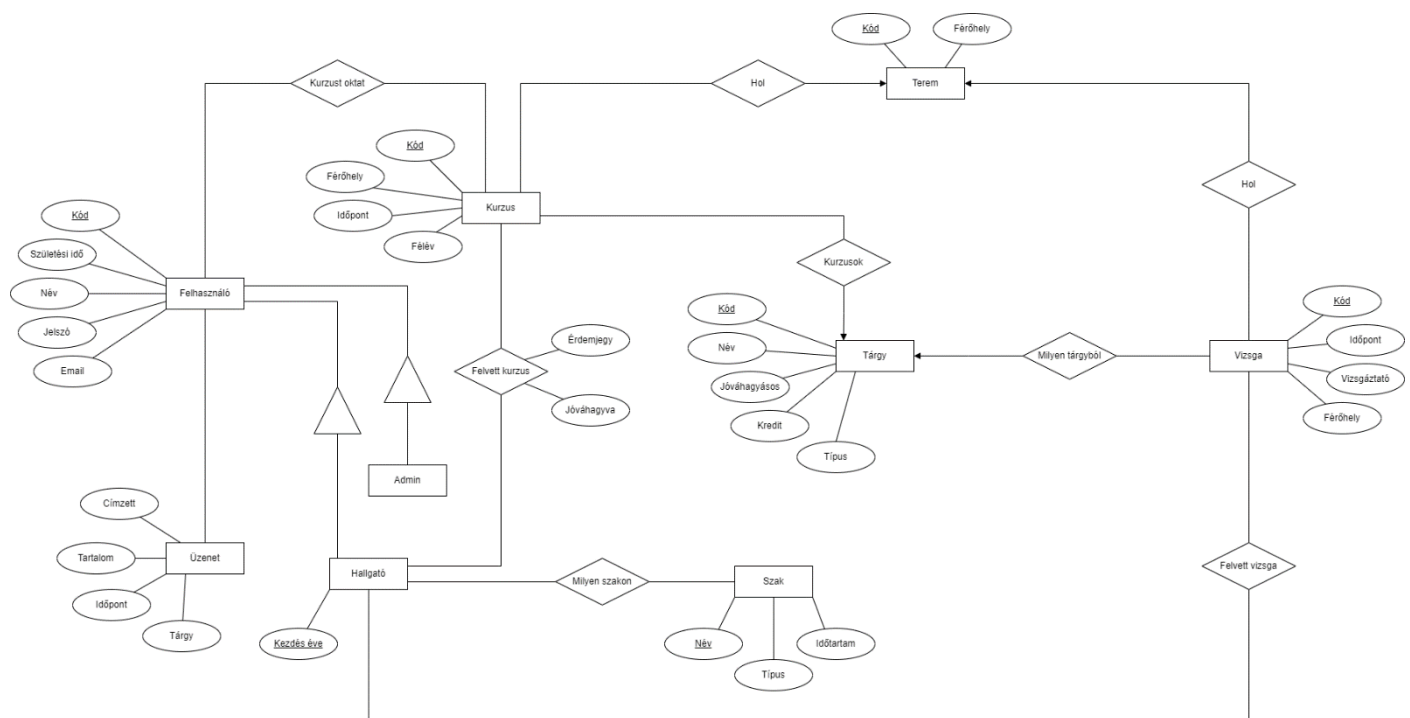 Kód
Férőhely
Kurzust oktat
Hol
Terem
Kód
Férőhely
Időpont
Félév
Kurzus
Hol
Kód
Születési idő
Név
Jelszó
Email
Felhasználó
Kurzusok
Kód
Név
Jóváhagyásos
Kredit
Típus
Tárgy
Milyen tárgyból
Vizsga
Kód
Időpont
Vizsgáztató
Férőhely
Érdemjegy
Felvett kurzus
Jóváhagyva
Admin
Címzett
Tartalom
Időpont
Tárgy
Üzenet
Hallgató
Kezdés éve
Milyen szakon
Szak
Név
Típus
Időtartam
Felvett vizsga